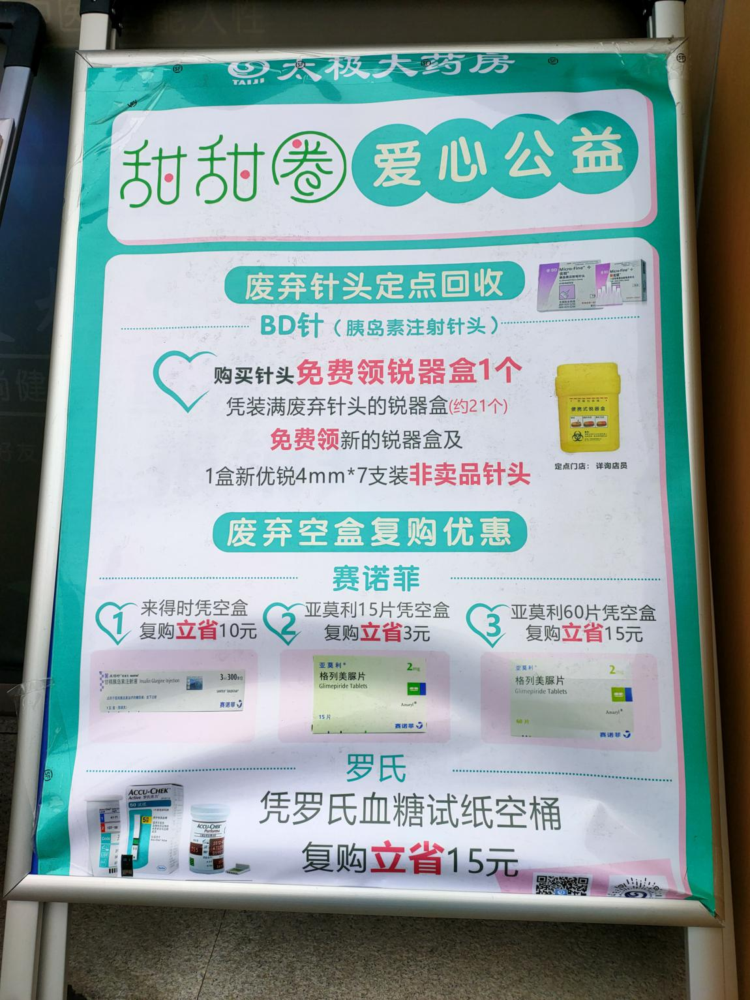 太极大药房
TAIJI
甜甜圈 爱心公益
废弃针头定点回收
BD针（胰岛素注射针头）
购买针头免费领锐器盒1个
凭装满废弃针头的锐器盒(约21个)
免费领新的锐器盒及
1盒新优锐4mm*7支装非卖品针头
BD Micro-Fine™
便携式锐器盒
定点门店：详询店员
废弃空盒复购优惠
赛诺菲
1 来得时凭空盒
复购立省10元
2 亚莫利15片凭空盒
复购立省3元
3 亚莫利60片凭空盒
复购立省15元
甘精胰岛素注射液 Insulin Glargine Injection
3ml:300单位
赛诺菲
亚莫利® 2mg
格列美脲片
Glimepiride Tablets
Amaryl®
15片
赛诺菲
亚莫利® 2mg
格列美脲片
Glimepiride Tablets
Amaryl®
60片
赛诺菲
罗氏
凭罗氏血糖试纸空桶
复购立省15元
ACCU-CHEK
Active 罗氏活力
50 试纸
ACCU-CHEK
Performa